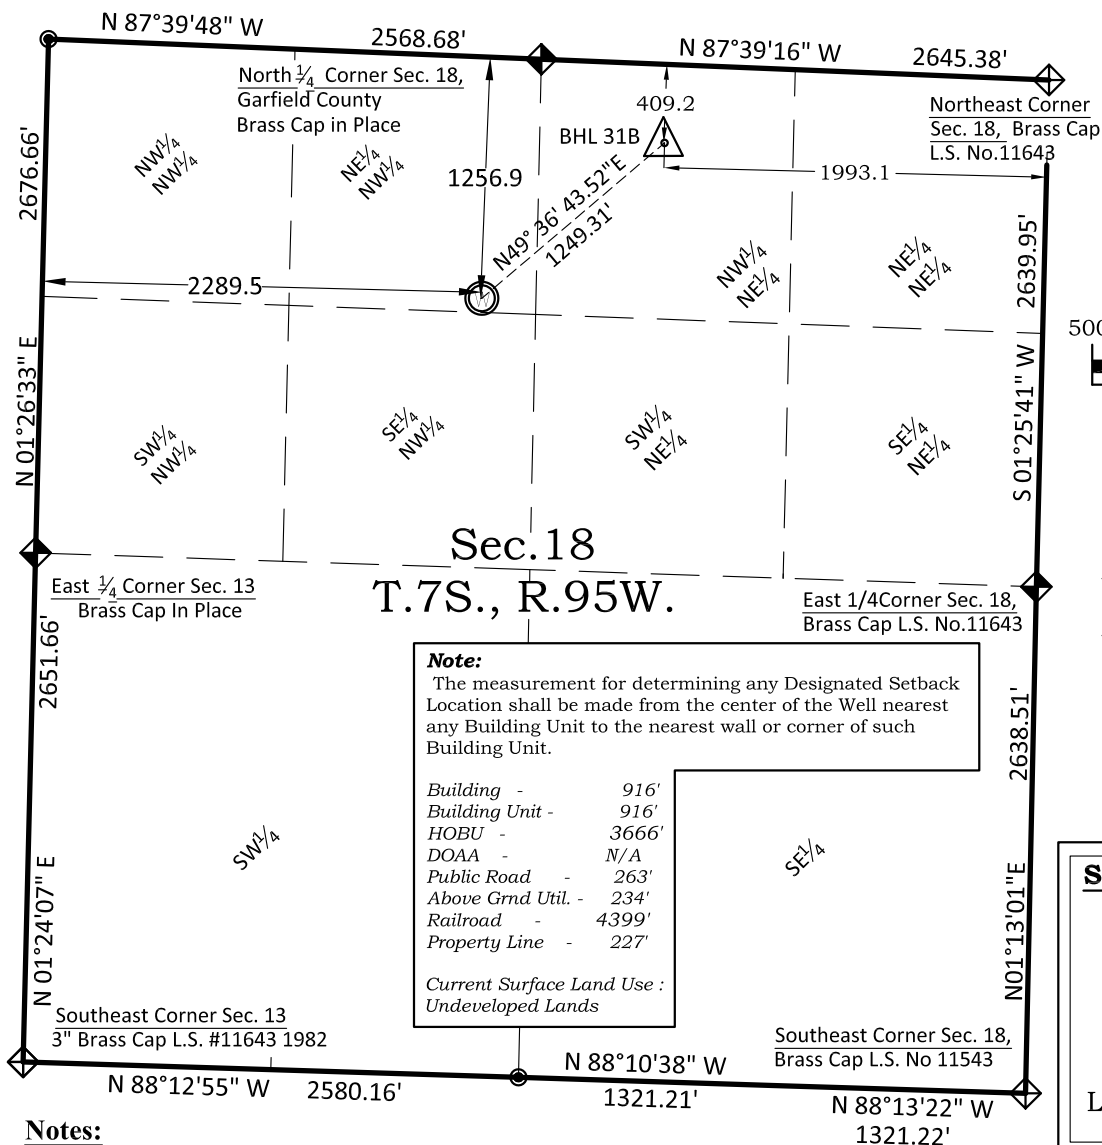 N 87°39'48" W
2568.68'
N 87°39'16" W
2645.38'
North 1/4 Corner Sec. 18,
Garfield County
Brass Cap in Place
409.2
BHL 31B
Northeast Corner
Sec. 18, Brass Cap
L.S. No.11643
2676.66'
NW1/4
NW1/4
NE1/4
NW1/4
1256.9
N49° 36' 43.52"E
1249.31'
1993.1
NW1/4
NE1/4
NE1/4
NE1/4
2639.95'
2289.5
W
500
N 01°26'33" E
S 01°25'41" W
SW1/4
NW1/4
SE1/4
NW1/4
SW1/4
NE1/4
SE1/4
NE1/4
Sec.18
T.7S., R.95W.
East 1/4 Corner Sec. 13
Brass Cap In Place
East 1/4Corner Sec. 18,
Brass Cap L.S. No.11643
2651.66'
2638.51'
Note:
The measurement for determining any Designated Setback
Location shall be made from the center of the Well nearest
any Building Unit to the nearest wall or corner of such
Building Unit.
Building - 916'
Building Unit - 916'
HOBU - 3666'
DOAA - N/A
Public Road - 263'
Above Grnd Util. - 234'
Railroad - 4399'
Property Line - 227'
Current Surface Land Use :
Undeveloped Lands
SW1/4
SE1/4
S
N 01°24'07" E
N01°13'01"E
Southeast Corner Sec. 13
3" Brass Cap L.S. #11643 1982
Southeast Corner Sec. 18,
Brass Cap L.S. No 11543
N 88°12'55" W
2580.16'
N 88°10'38" W
1321.21'
N 88°13'22" W
1321.22'
L
Notes: